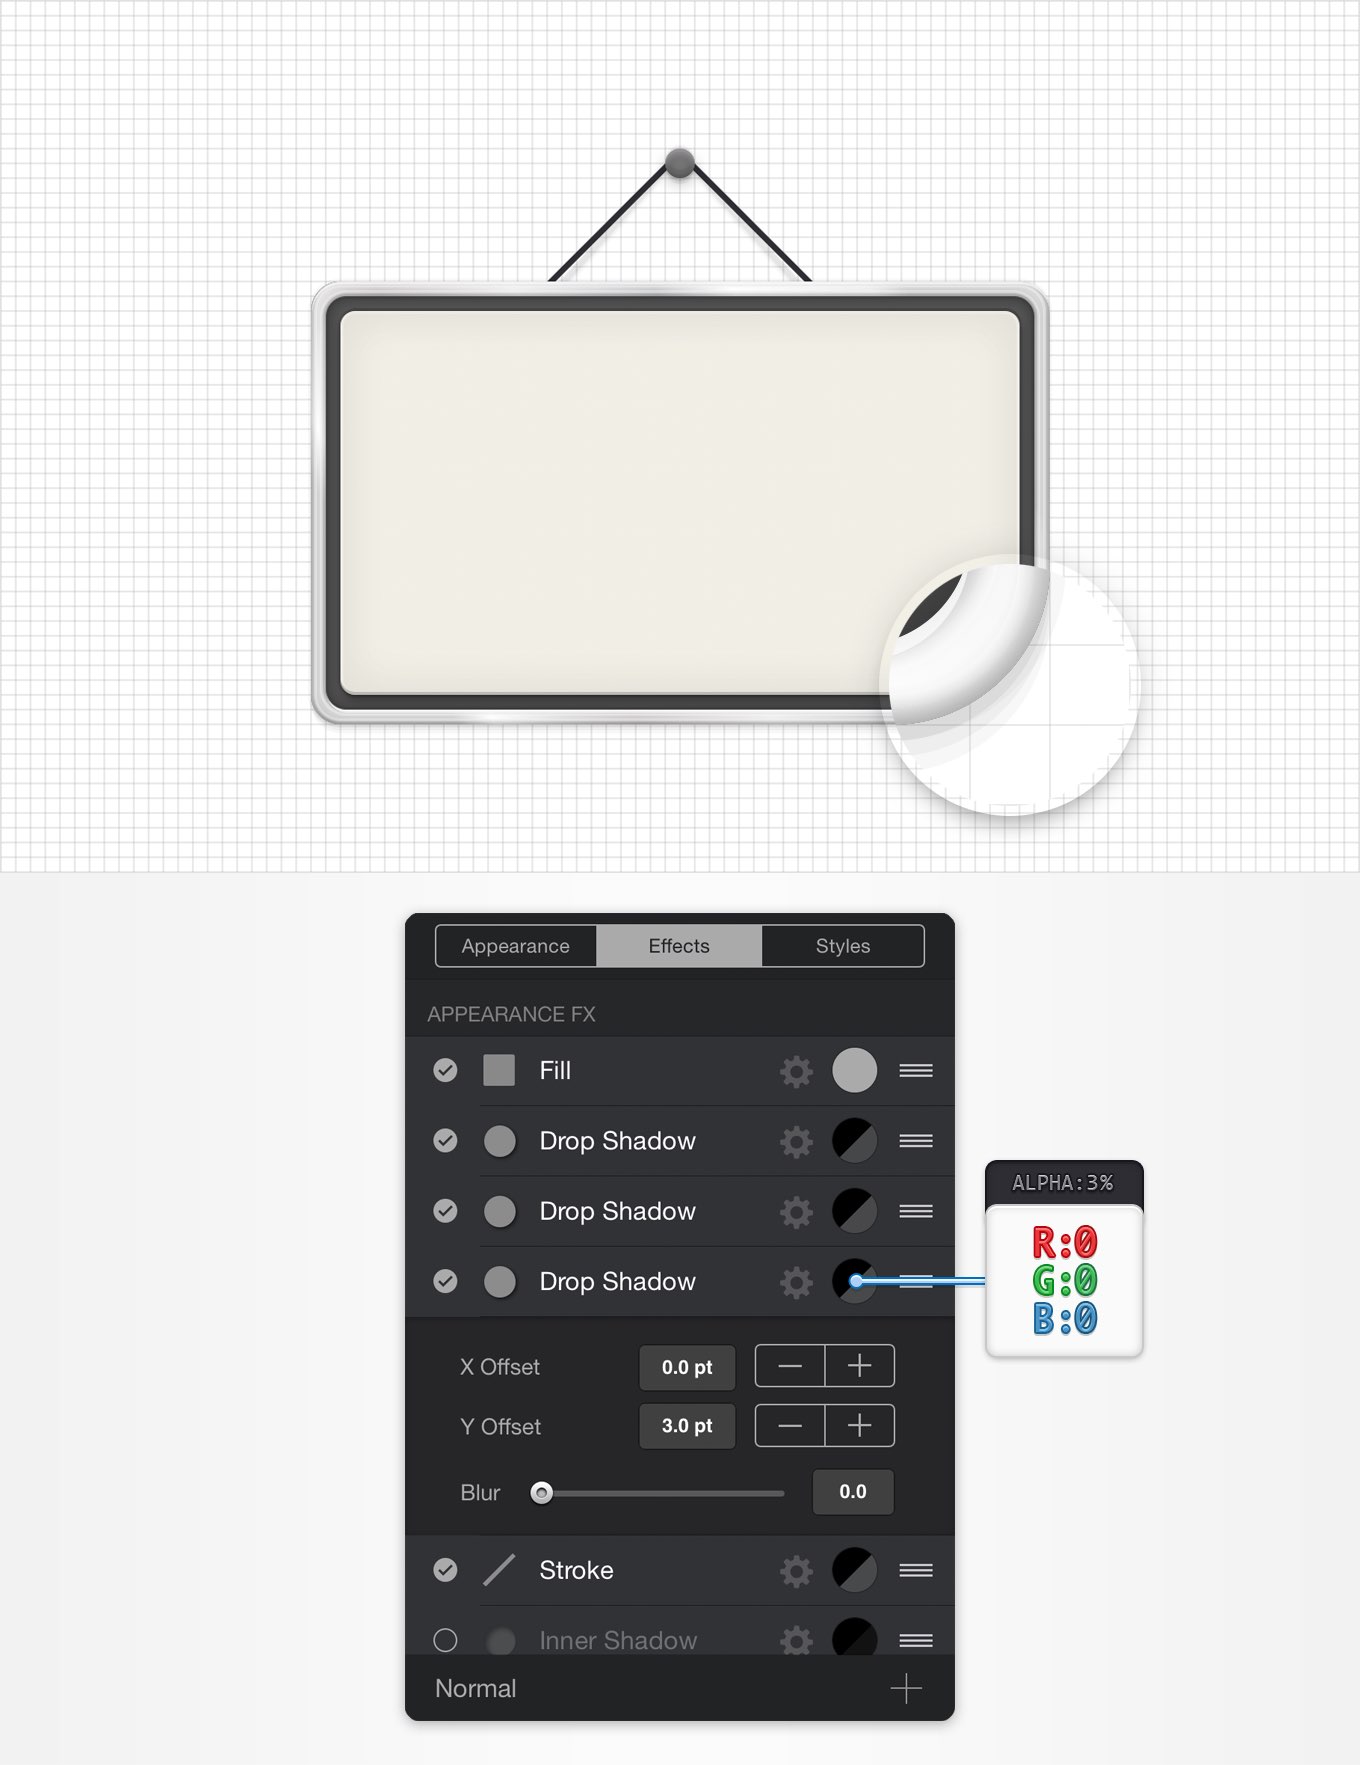 Appearance Effects Styles
APPEARANCE FX
Fill
Drop Shadow
Drop Shadow
Drop Shadow
ALPHA:3%
R:0
G:0
B:0
X Offset 0.0 pt
Y Offset 3.0 pt
Blur 0.0
Stroke
Inner Shadow
Normal